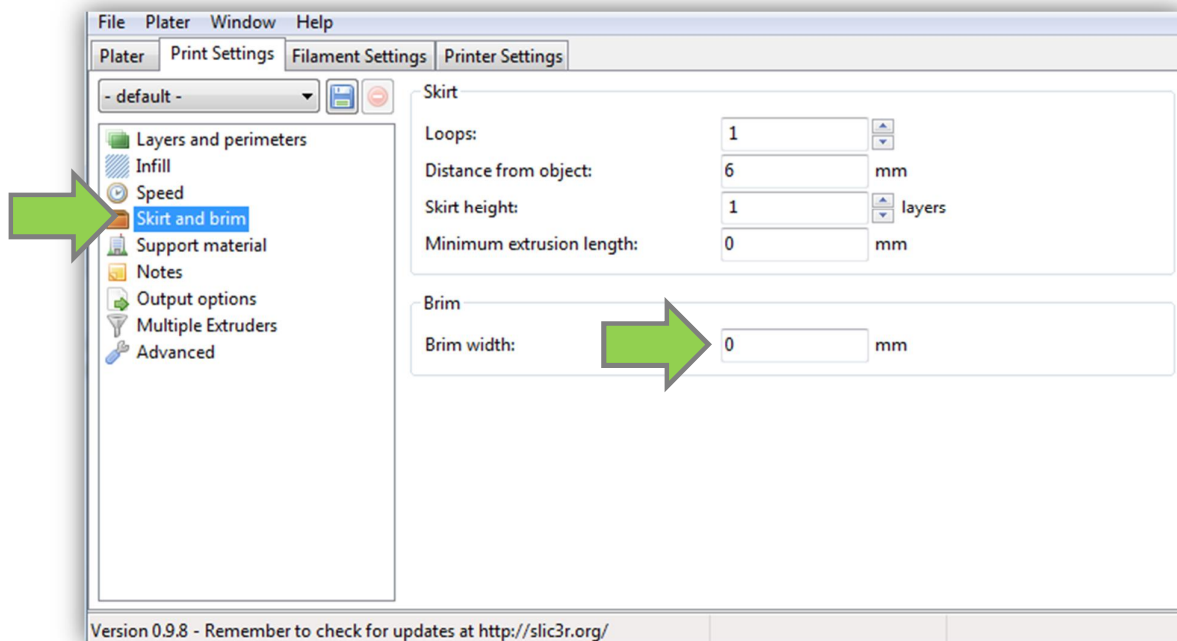 File Plater Window Help
Plater Print Settings Filament Settings Printer Settings
- default -
Layers and perimeters
Infill
Speed
Skirt and brim
Support material
Notes
Output options
Multiple Extruders
Advanced
Skirt
Loops: 1
Distance from object: 6 mm
Skirt height: 1 layers
Minimum extrusion length: 0 mm
Brim
Brim width: 0 mm
Version 0.9.8 - Remember to check for updates at http://slic3r.org/